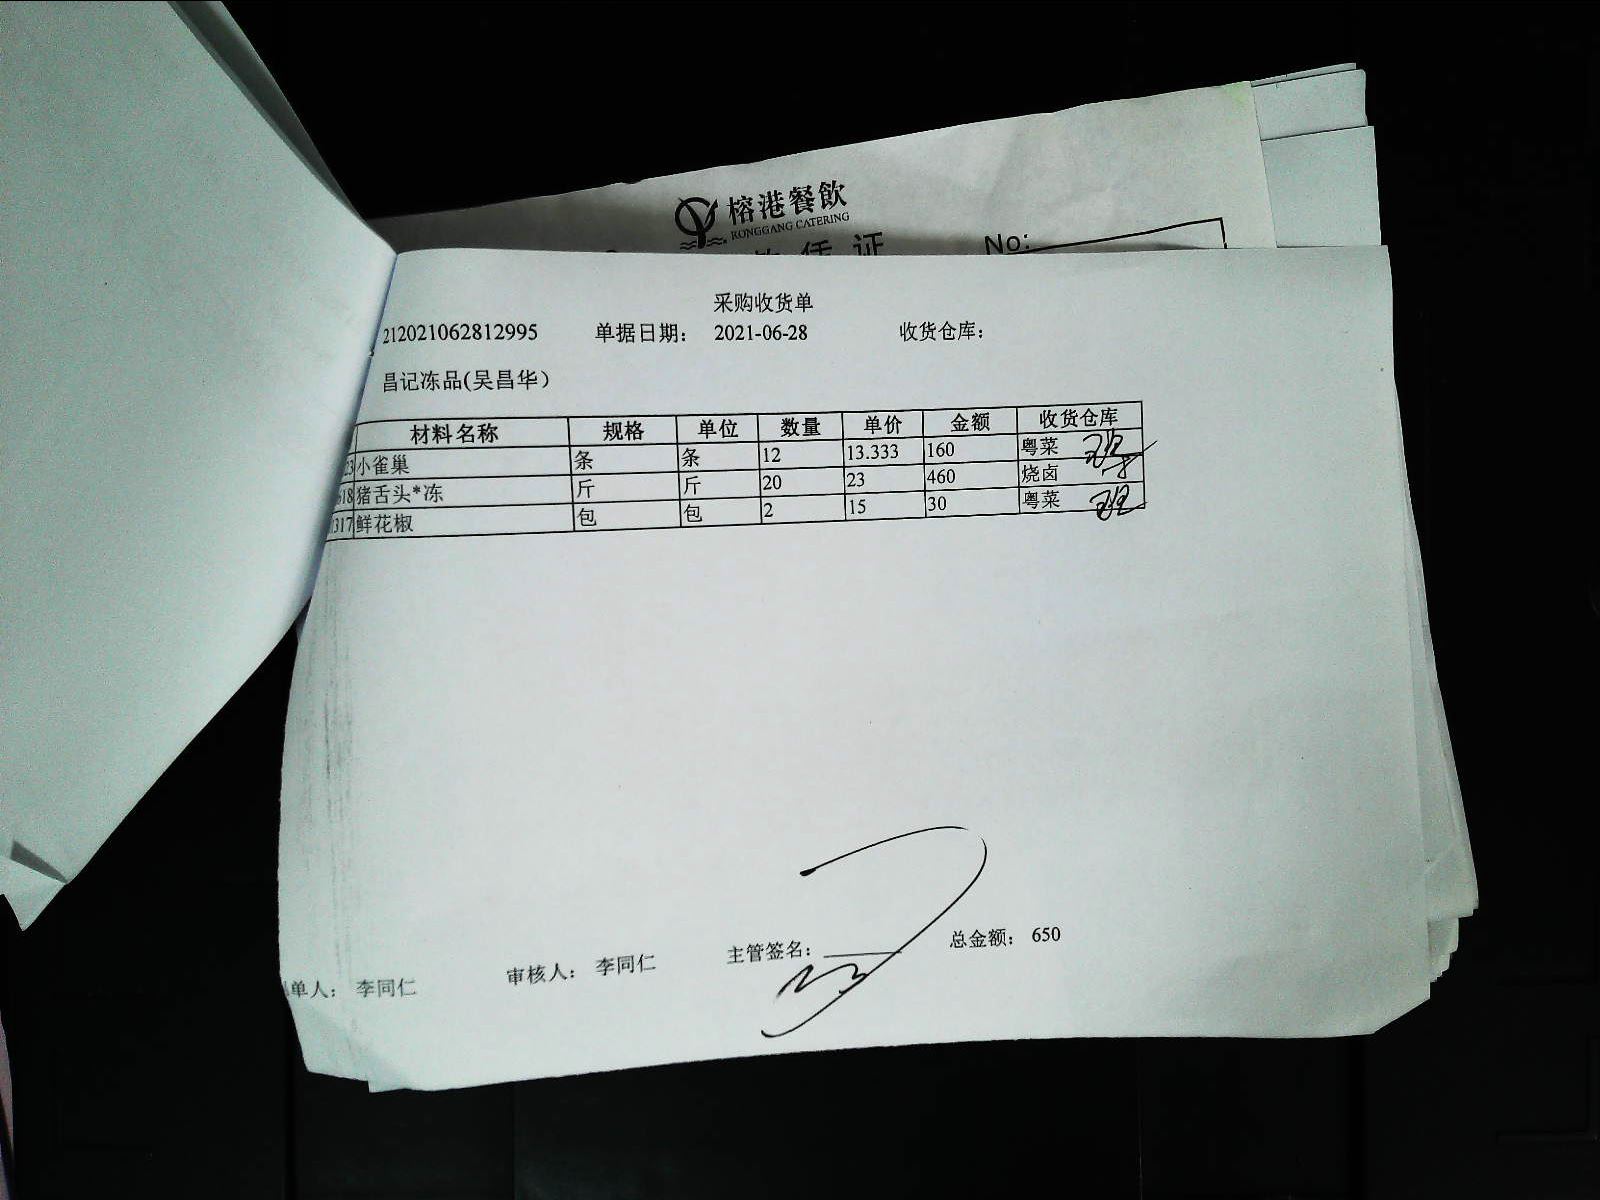 榕港餐飲
RONGGANG CATERING
凭证 No:
采购收货单
212021062812995 单据日期： 2021-06-28 收货仓库：
昌记冻品(吴昌华）
材料名称 规格 单位 数量 单价 金额 收货仓库
23 小雀巢 条 条 12 13.333 160 粤菜
618 猪舌头*冻 斤 斤 20 23 460 烧卤
317 鲜花椒 包 包 2 15 30 粤菜
单人： 李同仁 审核人： 李同仁 主管签名： 总金额： 650